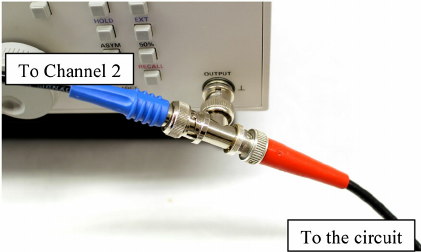 HOLD
EXT
ASYM
50%
RECALL
To Channel 2
OUTPUT
To the circuit